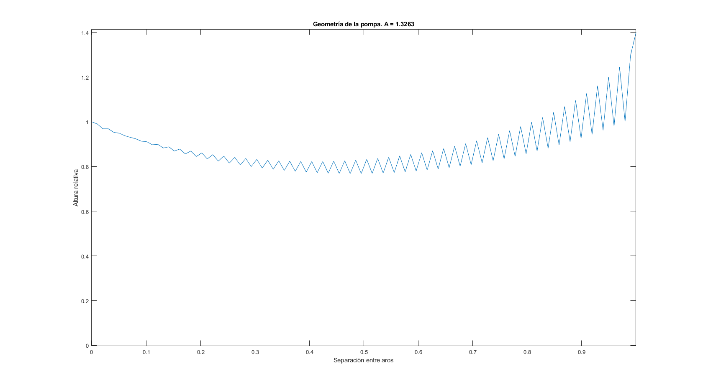 Geometría de la pompa. A = 1.3263
1.4
1.2
1
0.8
0.6
0.4
0.2
0
Altura relativa
0 0.1 0.2 0.3 0.4 0.5 0.6 0.7 0.8 0.9
Separación entre aros